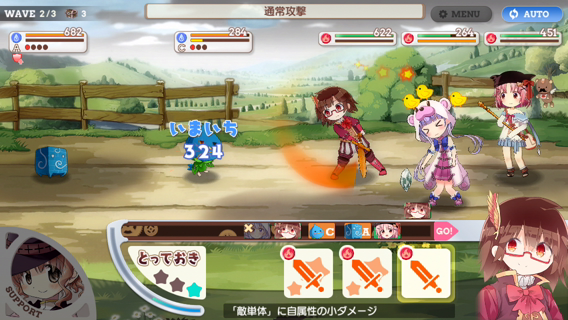 WAVE 2/3 3
通常攻撃
MENU
AUTO
682
A
284
C
622
264
451
いまいち
324
C
A
GO!
とっておき
SUPPORT
「敵単体」に自属性の小ダメージ